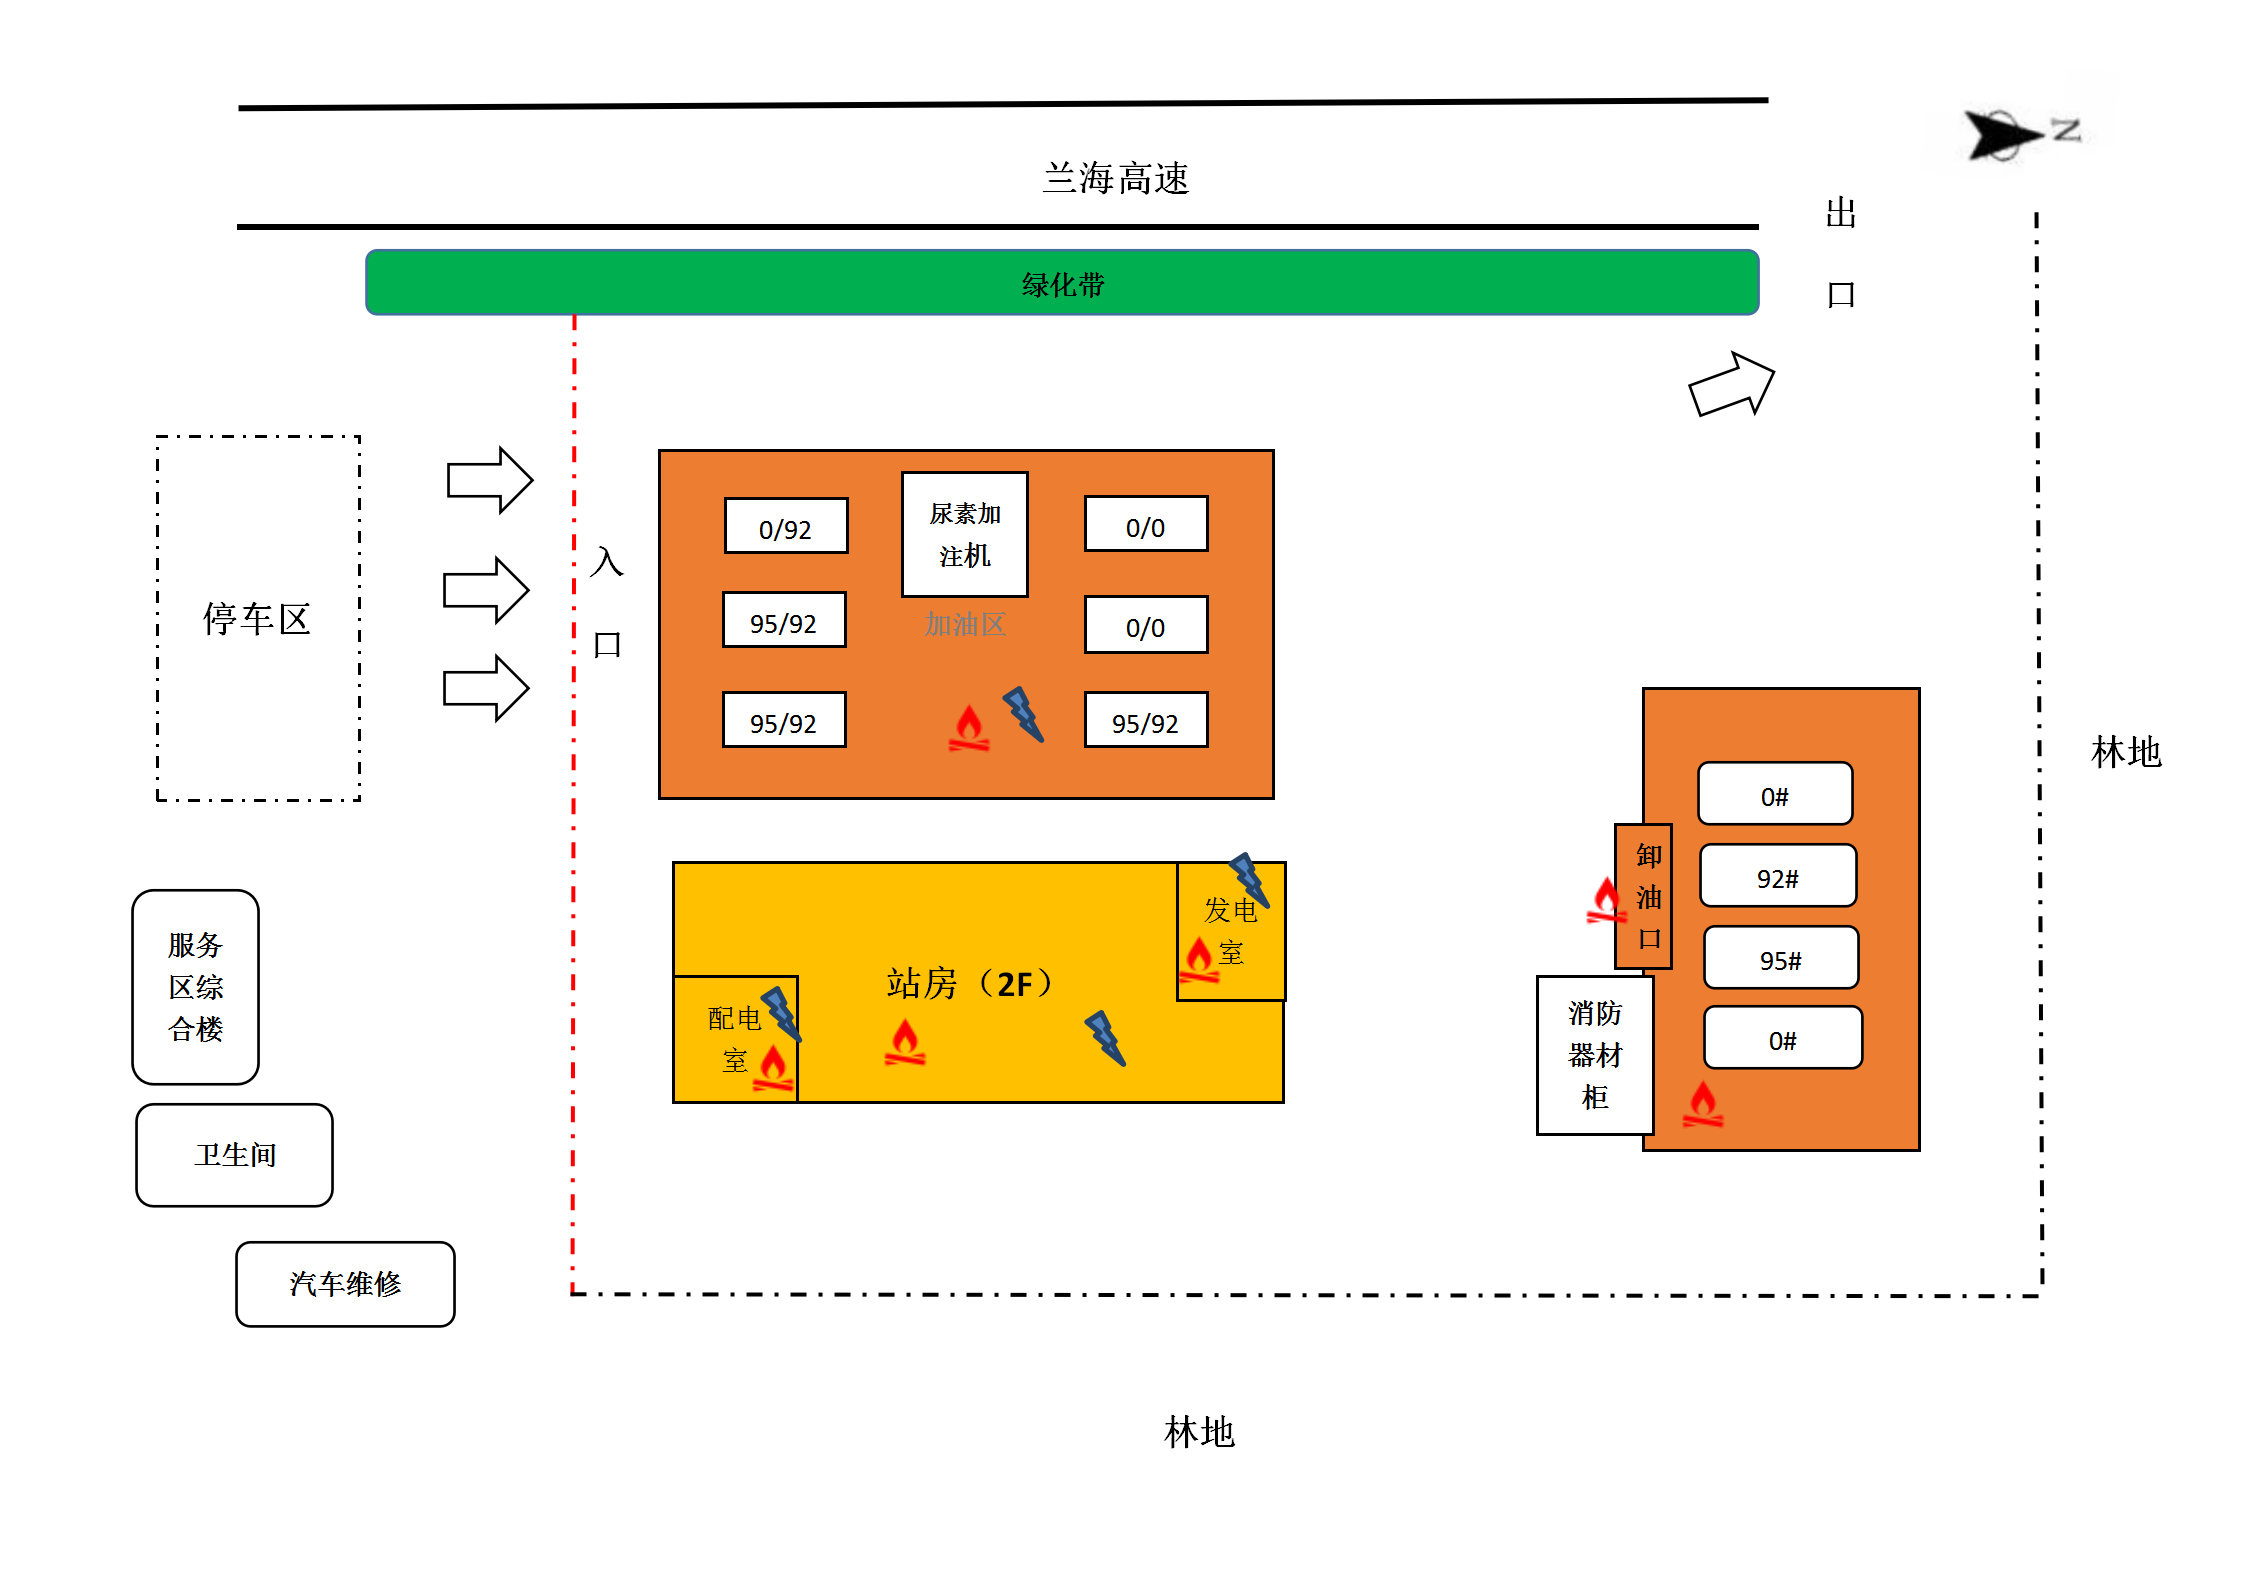 兰海高速
N
出
口
绿化带
入
口
停车区
0/92
尿素加
注机
0/0
95/92
加油区
0/0
95/92
95/92
林地
0#
92#
95#
0#
卸
油
口
消防
器材
柜
发电
室
站房（2F）
配电
室
服务
区综
合楼
卫生间
汽车维修
林地